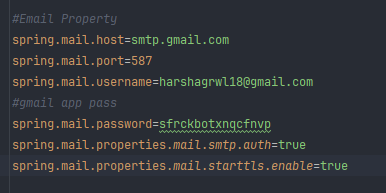 #Email Property
spring.mail.host=smtp.gmail.com
spring.mail.port=587
spring.mail.username=harshagrwl18@gmail.com
#gmail app pass
spring.mail.password=sfrckbotxnqcfnvp
spring.mail.properties.mail.smtp.auth=true
spring.mail.properties.mail.starttls.enable=true